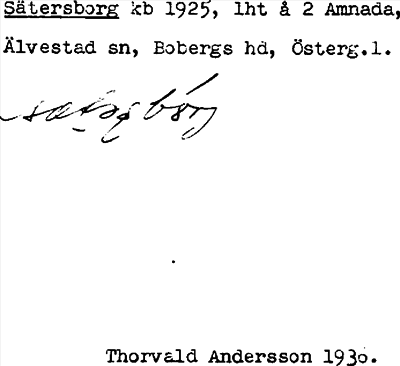 Sätersborg kb 1925, lht å 2 Amnada,
Älvestad sn, Bobergs hd, Österg.l.
Thorvald Andersson 1930.